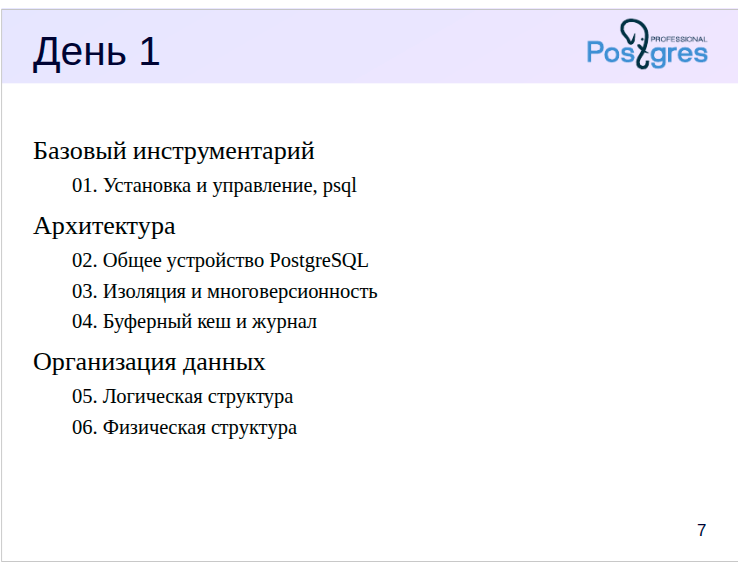 День 1
PROFESSIONAL
Postgres
Базовый инструментарий
01. Установка и управление, psql
Архитектура
02. Общее устройство PostgreSQL
03. Изоляция и многоверсионность
04. Буферный кеш и журнал
Организация данных
05. Логическая структура
06. Физическая структура
7